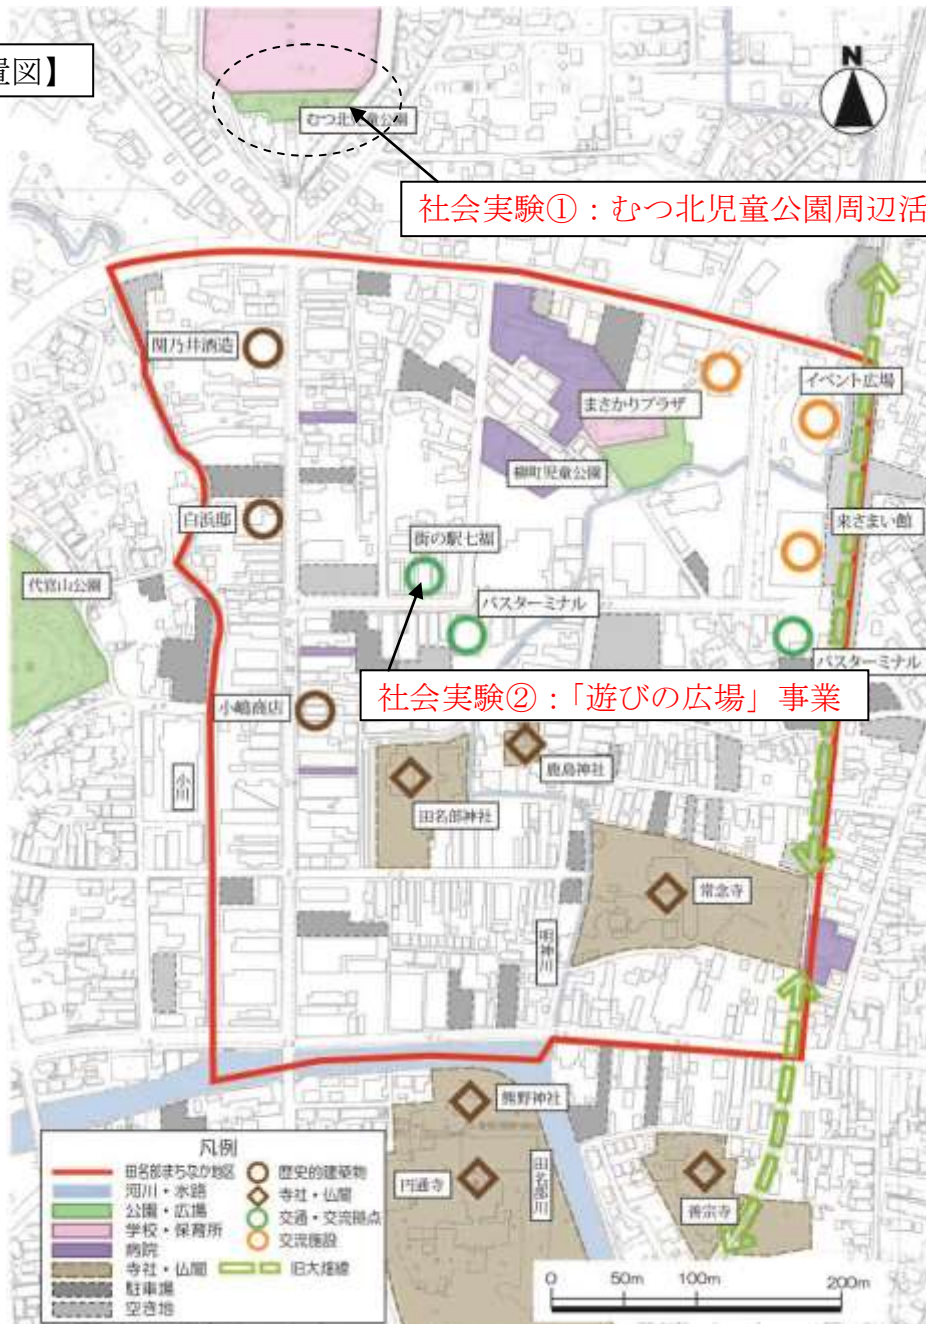 置図】
N
むつ北児童公園
社会実験①：むつ北児童公園周辺活
関乃井酒造
イベント広場
まさかりプラザ
柳町児童公園
白浜邸
来さまい館
街の駅七福
代官山公園
バスターミナル
バスターミナル
社会実験②：「遊びの広場」事業
小嶋商店
鹿島神社
小川
田名部神社
常念寺
明神川
熊野神社
円通寺
田名部川
善宗寺
凡例
田名部まちなか地区
歴史的建築物
河川・水路
寺社・仏閣
公園・広場
交通・交流拠点
学校・保育所
交流施設
病院
寺社・仏閣
旧大畑線
駐車場
空き地
0 50m 100m 200m